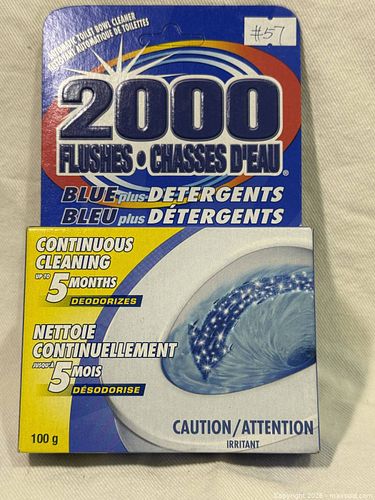 #57
AUTOMATIC TOILET BOWL CLEANER
NETTOYANT AUTOMATIQUE DE TOILETTES
2000
FLUSHES • CHASSES D'EAU®
BLUE plus DETERGENTS
BLEU plus DÉTERGENTS
CONTINUOUS
CLEANING
UP TO 5 MONTHS
DEODORIZES
NETTOIE
CONTINUELLEMENT
JUSQU'À 5 MOIS
DÉSODORISE
100 g
CAUTION/ATTENTION
IRRITANT